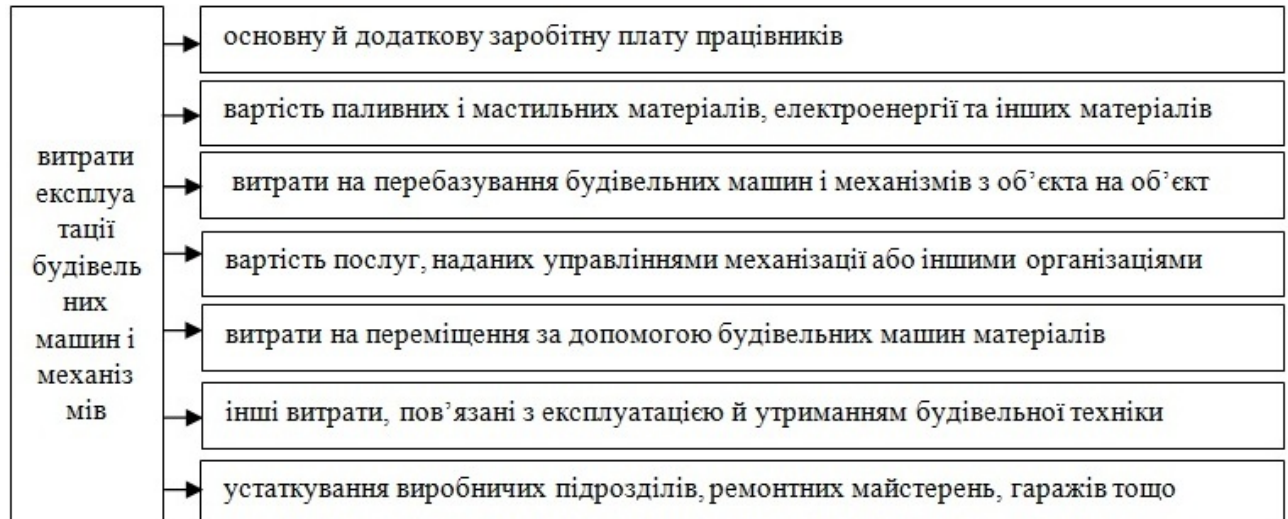 витрати
експлуа
тації
будівель
них
машин і
механіз
мів
основну й додаткову заробітну плату працівників
вартість паливних і мастильних матеріалів, електроенергії та інших матеріалів
витрати на перебазування будівельних машин і механізмів з об’єкта на об’єкт
вартість послуг, наданих управліннями механізації або іншими організаціями
витрати на переміщення за допомогою будівельних машин матеріалів
інші витрати, пов’язані з експлуатацією й утриманням будівельної техніки
устаткування виробничих підрозділів, ремонтних майстерень, гаражів тощо